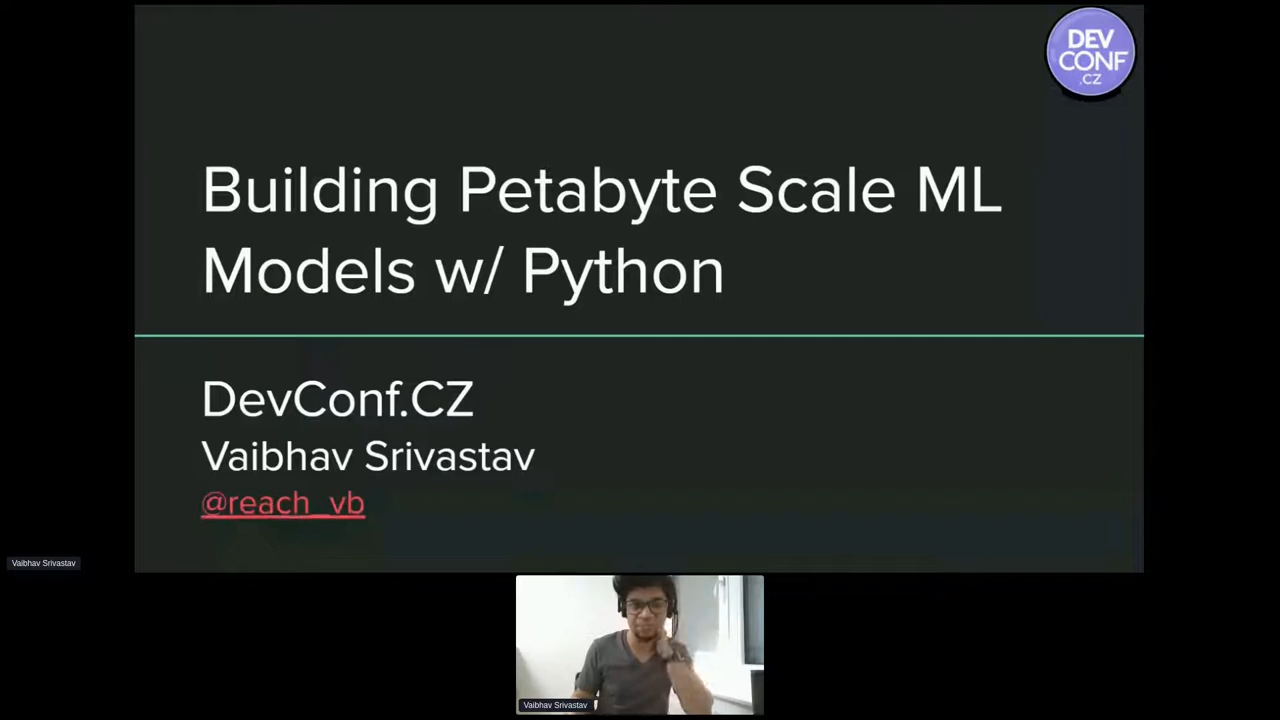 DEV
CONF
.CZ
Building Petabyte Scale ML
Models w/ Python
DevConf.CZ
Vaibhav Srivastav
@reach_vb
Vaibhav Srivastav
Vaibhav Srivastav